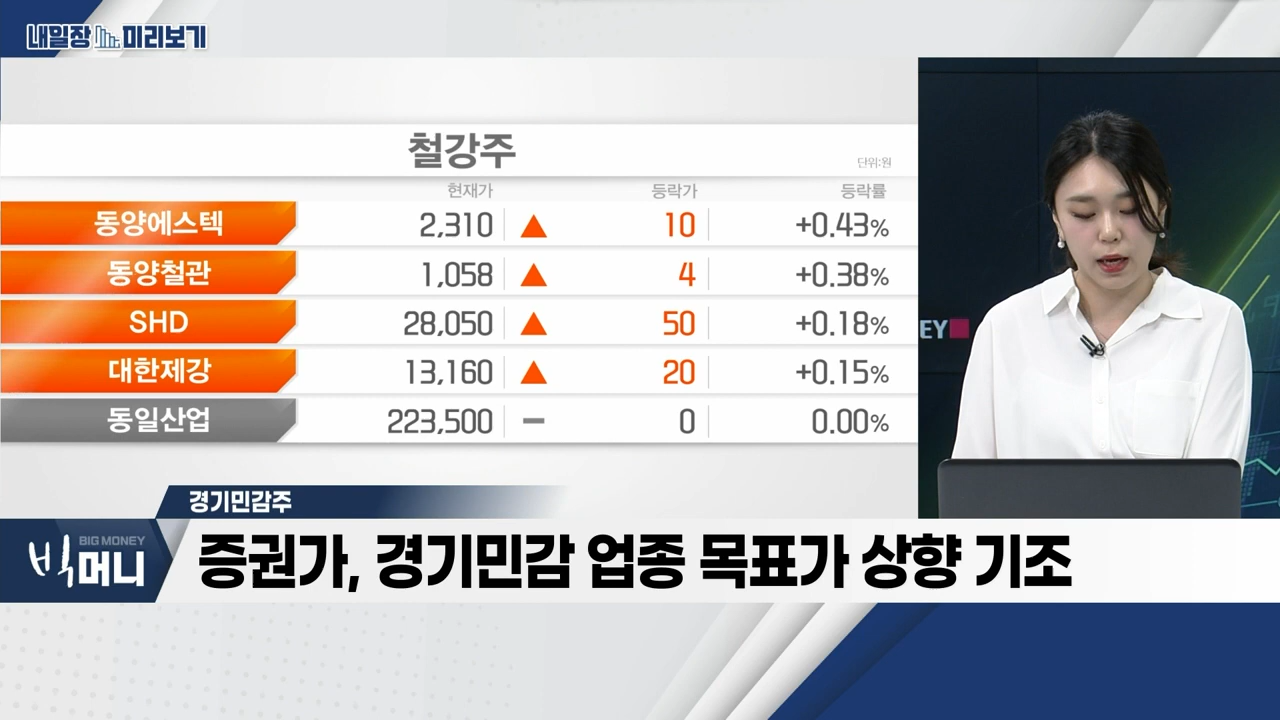 내일장 미리보기
철강주
단위:원
현재가 등락가 등락률
동양에스텍 2,310 ▲ 10 +0.43%
동양철관 1,058 ▲ 4 +0.38%
SHD 28,050 ▲ 50 +0.18%
대한제강 13,160 ▲ 20 +0.15%
동일산업 223,500 - 0 0.00%
EY
경기민감주
BIG MONEY
빅머니
증권가, 경기민감 업종 목표가 상향 기조